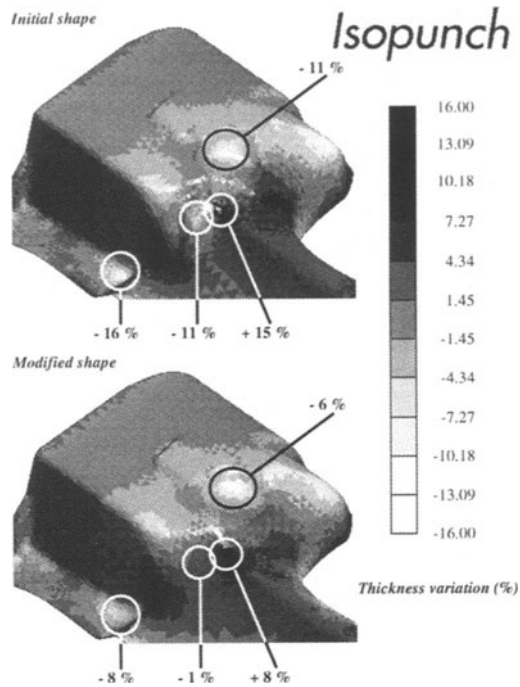 Initial shape
Isopunch
- 11 %
16.00
13.09
10.18
7.27
4.34
1.45
-1.45
-4.34
-7.27
-10.18
-13.09
-16.00
- 16 %
- 11 %
+ 15 %
Modified shape
- 6 %
Thickness variation (%)
- 8 %
- 1 %
+ 8 %